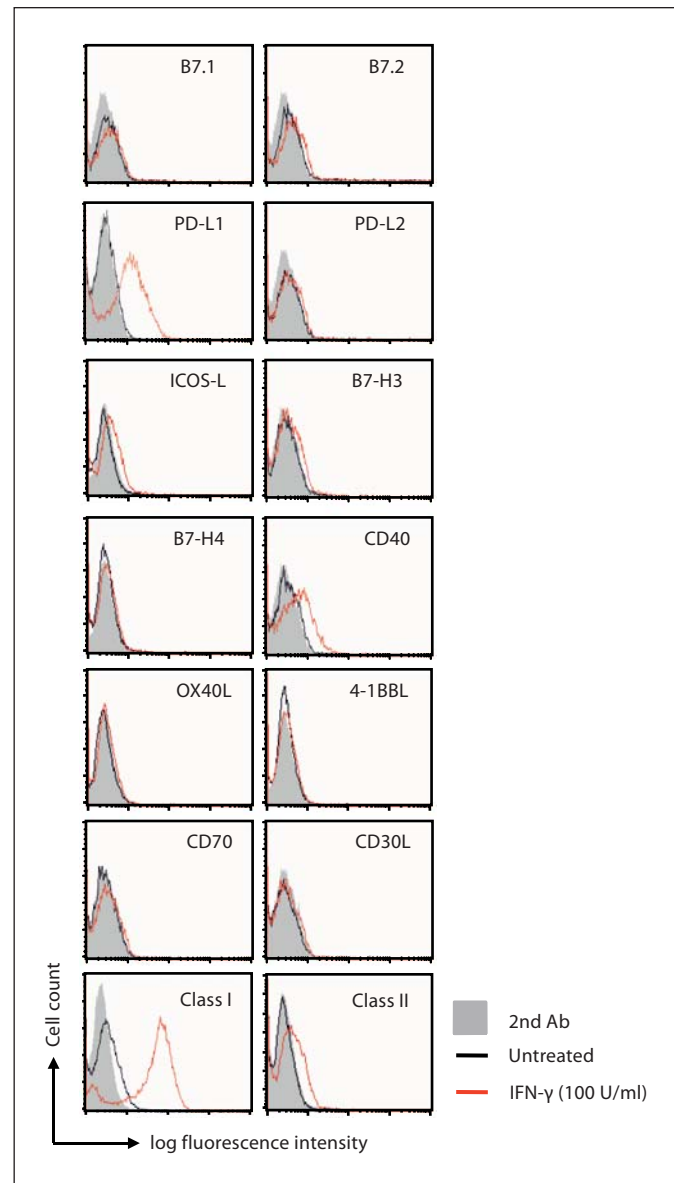 B7.1
B7.2
PD-L1
PD-L2
ICOS-L
B7-H3
B7-H4
CD40
OX40L
4-1BBL
CD70
CD30L
Class I
Class II
Cell count
log fluorescence intensity
2nd Ab
Untreated
IFN-γ (100 U/ml)